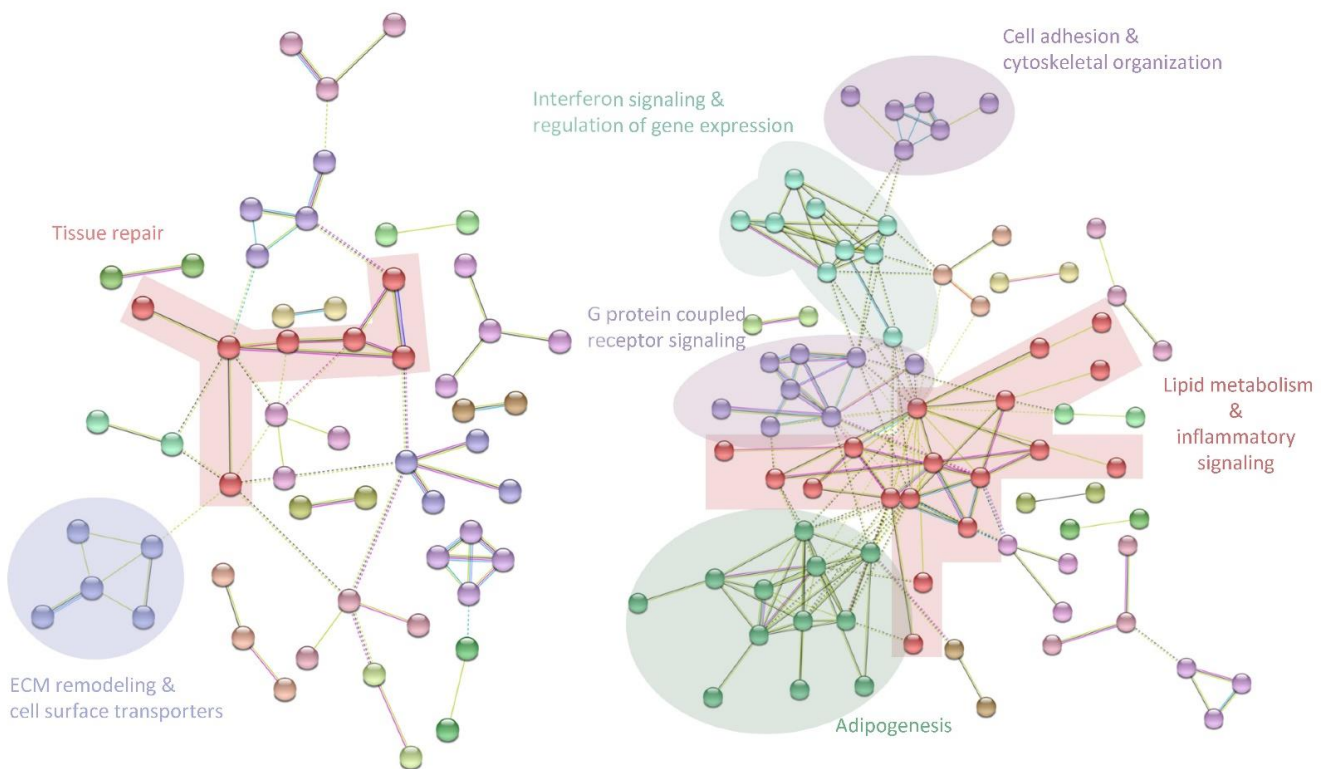 Cell adhesion &
cytoskeletal organization
Interferon signaling &
regulation of gene expression
Tissue repair
G protein coupled
receptor signaling
Lipid metabolism
&
inflammatory
signaling
ECM remodeling &
cell surface transporters
Adipogenesis